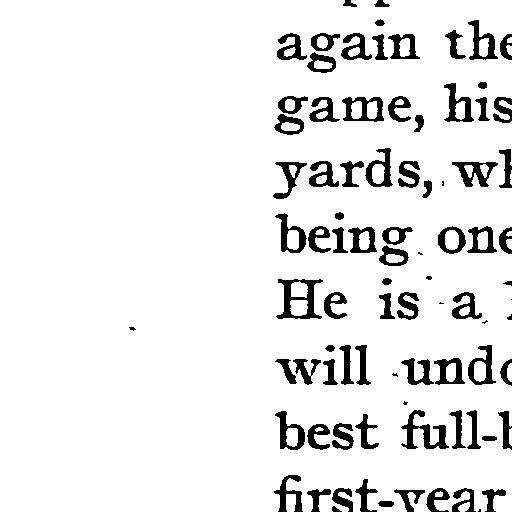 again the
game, his
yards, wh
being one
He is a
will undo
best full-b
first-year